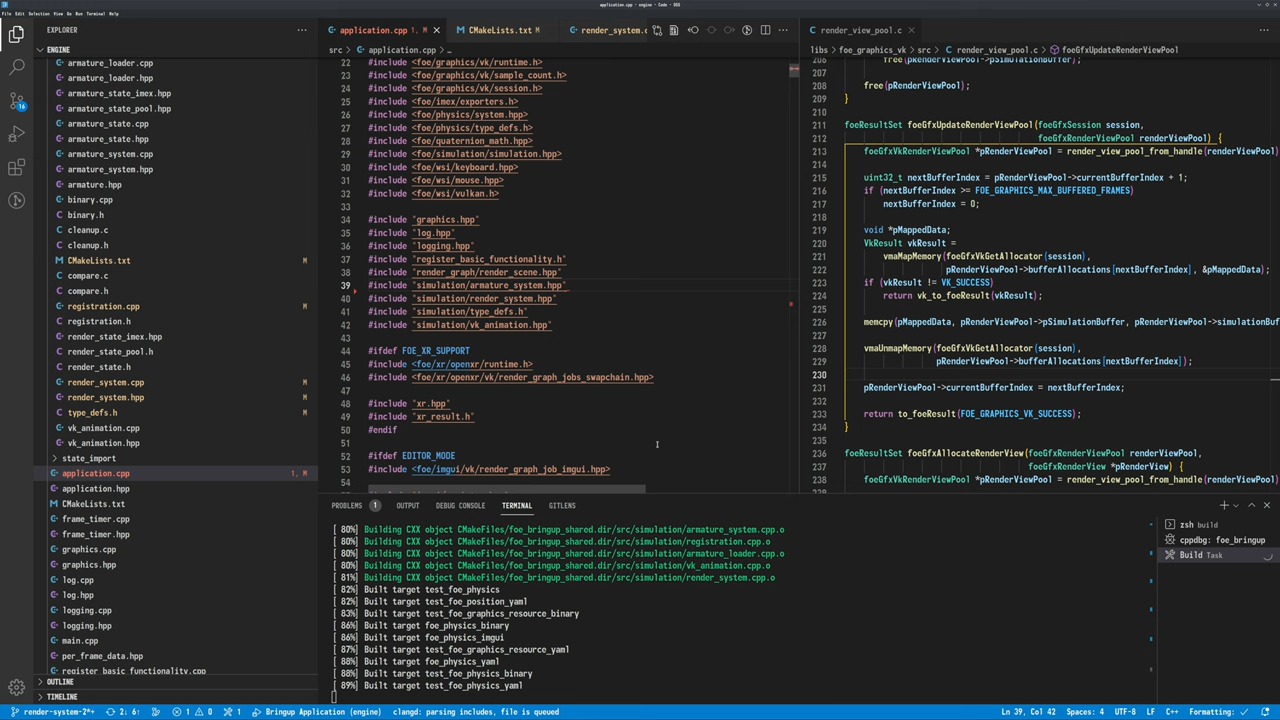 application.cpp - engine - Code - OSS
File Edit Selection View Go Run Terminal Help
EXPLORER
ENGINE
armature_loader.cpp
armature_loader.hpp
armature_state_imex.hpp
armature_state_pool.hpp
armature_state.cpp
armature_state.hpp
armature_system.cpp
armature_system.hpp
armature.hpp
binary.cpp
binary.h
cleanup.c
cleanup.h
CMakeLists.txt M
compare.c
compare.h
registration.cpp M
registration.h
render_state_imex.hpp
render_state_pool.h
render_state.h
render_system.cpp M
render_system.hpp M
type_defs.h M
vk_animation.cpp
vk_animation.hpp
state_import
application.cpp 1, M
application.hpp
CMakeLists.txt
frame_timer.cpp
frame_timer.hpp
graphics.cpp
graphics.hpp
log.cpp
log.hpp
logging.cpp
logging.hpp
main.cpp
per_frame_data.hpp
register_basic_functionality.cpp
OUTLINE
TIMELINE
16
application.cpp 1, M
CMakeLists.txt M
render_system.c
src > application.cpp > …
22 #include <foe/graphics/vk/runtime.h>
23 #include <foe/graphics/vk/sample_count.h>
24 #include <foe/graphics/vk/session.h>
25 #include <foe/imex/exporters.h>
26 #include <foe/physics/system.hpp>
27 #include <foe/physics/type_defs.h>
28 #include <foe/quaternion_math.hpp>
29 #include <foe/simulation/simulation.hpp>
30 #include <foe/wsi/keyboard.hpp>
31 #include <foe/wsi/mouse.hpp>
32 #include <foe/wsi/vulkan.h>
33
34 #include "graphics.hpp"
35 #include "log.hpp"
36 #include "logging.hpp"
37 #include "register_basic_functionality.h"
38 #include "render_graph/render_scene.hpp"
39 #include "simulation/armature_system.hpp"
40 #include "simulation/render_system.hpp"
41 #include "simulation/type_defs.h"
42 #include "simulation/vk_animation.hpp"
43
44 #ifdef FOE_XR_SUPPORT
45 #include <foe/xr/openxr/runtime.h>
46 #include <foe/xr/openxr/vk/render_graph_jobs_swapchain.hpp>
47
48 #include "xr.hpp"
49 #include "xr_result.h"
50 #endif
51
52 #ifdef EDITOR_MODE
53 #include <foe/imgui/vk/render_graph_job_imgui.hpp>
54
render_view_pool.c
libs > foe_graphics_vk > src > render_view_pool.c > foeGfxUpdateRenderViewPool
206 free(pRenderViewPool->pSimulationBuffer);
207
208 free(pRenderViewPool);
209 }
210
211 foeResultSet foeGfxUpdateRenderViewPool(foeGfxSession session,
212 foeGfxRenderViewPool renderViewPool) {
213 foeGfxVkRenderViewPool *pRenderViewPool = render_view_pool_from_handle(renderViewPool)
214
215 uint32_t nextBufferIndex = pRenderViewPool->currentBufferIndex + 1;
216 if (nextBufferIndex >= FOE_GRAPHICS_MAX_BUFFERED_FRAMES)
217 nextBufferIndex = 0;
218
219 void *pMappedData;
220 VkResult vkResult =
221 vmaMapMemory(foeGfxVkGetAllocator(session),
222 pRenderViewPool->bufferAllocations[nextBufferIndex], &pMappedData);
223 if (vkResult != VK_SUCCESS)
224 return vk_to_foeResult(vkResult);
225
226 memcpy(pMappedData, pRenderViewPool->pSimulationBuffer, pRenderViewPool->simulationBuf
227
228 vmaUnmapMemory(foeGfxVkGetAllocator(session),
229 pRenderViewPool->bufferAllocations[nextBufferIndex]);
230
231 pRenderViewPool->currentBufferIndex = nextBufferIndex;
232
233 return to_foeResult(FOE_GRAPHICS_VK_SUCCESS);
234 }
235
236 foeResultSet foeGfxAllocateRenderView(foeGfxRenderViewPool renderViewPool,
237 foeGfxRenderView *pRenderView) {
238 foeGfxVkRenderViewPool *pRenderViewPool = render_view_pool_from_handle(renderViewPool)
239
PROBLEMS 1 OUTPUT DEBUG CONSOLE TERMINAL GITLENS
[ 80%] Building CXX object CMakeFiles/foe_bringup_shared.dir/src/simulation/armature_system.cpp.o
[ 80%] Building CXX object CMakeFiles/foe_bringup_shared.dir/src/simulation/registration.cpp.o
[ 80%] Building CXX object CMakeFiles/foe_bringup_shared.dir/src/simulation/armature_loader.cpp.o
[ 80%] Building CXX object CMakeFiles/foe_bringup_shared.dir/src/simulation/vk_animation.cpp.o
[ 81%] Building CXX object CMakeFiles/foe_bringup_shared.dir/src/simulation/render_system.cpp.o
[ 82%] Built target test_foe_physics
[ 82%] Built target test_foe_position_yaml
[ 83%] Built target test_foe_graphics_resource_binary
[ 86%] Built target foe_physics_binary
[ 86%] Built target foe_physics_imgui
[ 87%] Built target test_foe_graphics_resource_yaml
[ 88%] Built target foe_physics_yaml
[ 88%] Built target test_foe_physics_binary
[ 89%] Built target test_foe_physics_yaml
zsh build
cppdbg: foe_bringup
Build Task
render-system-2*+ 2↓ 6↑ 1 0 1 Bringup Application (engine) clangd: parsing includes, file is queued
Ln 39, Col 42 Spaces: 4 UTF-8 LF C++ Formatting: ✓